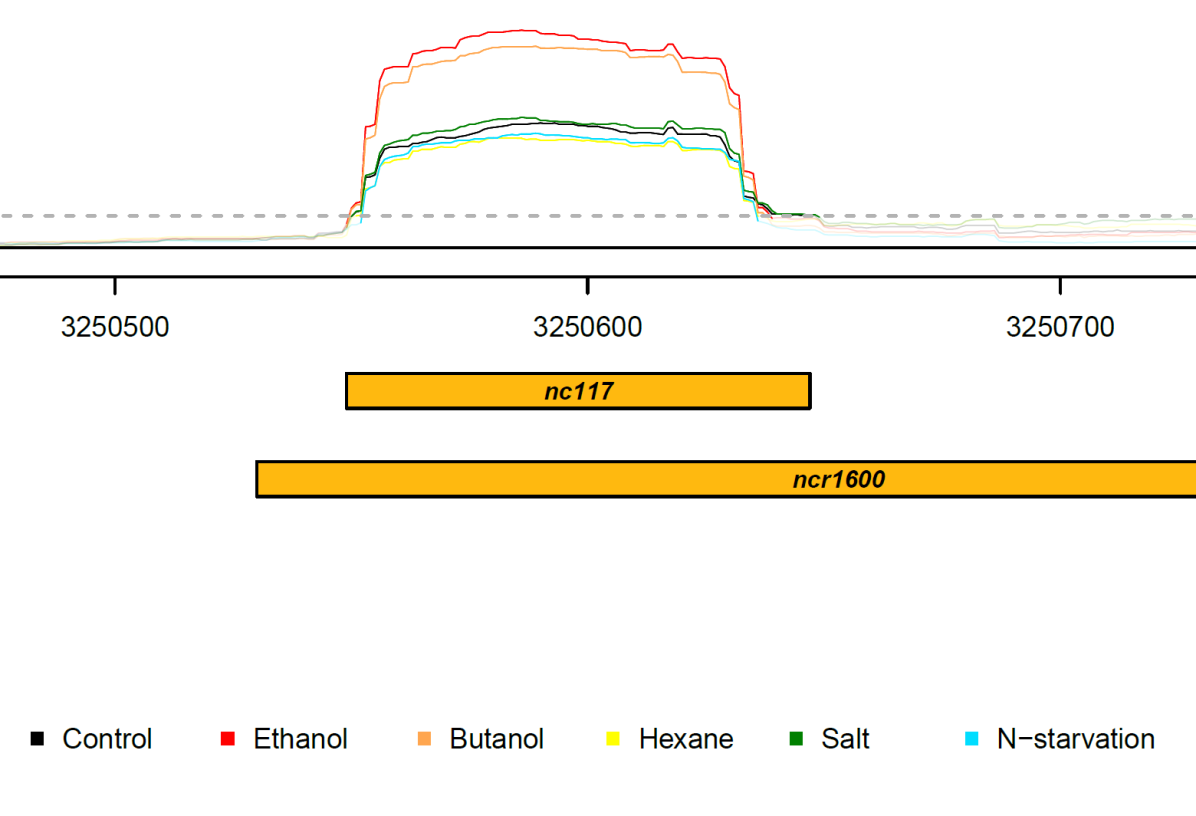 3250500 3250600 3250700
nc117
ncr1600
Control Ethanol Butanol Hexane Salt N−starvation